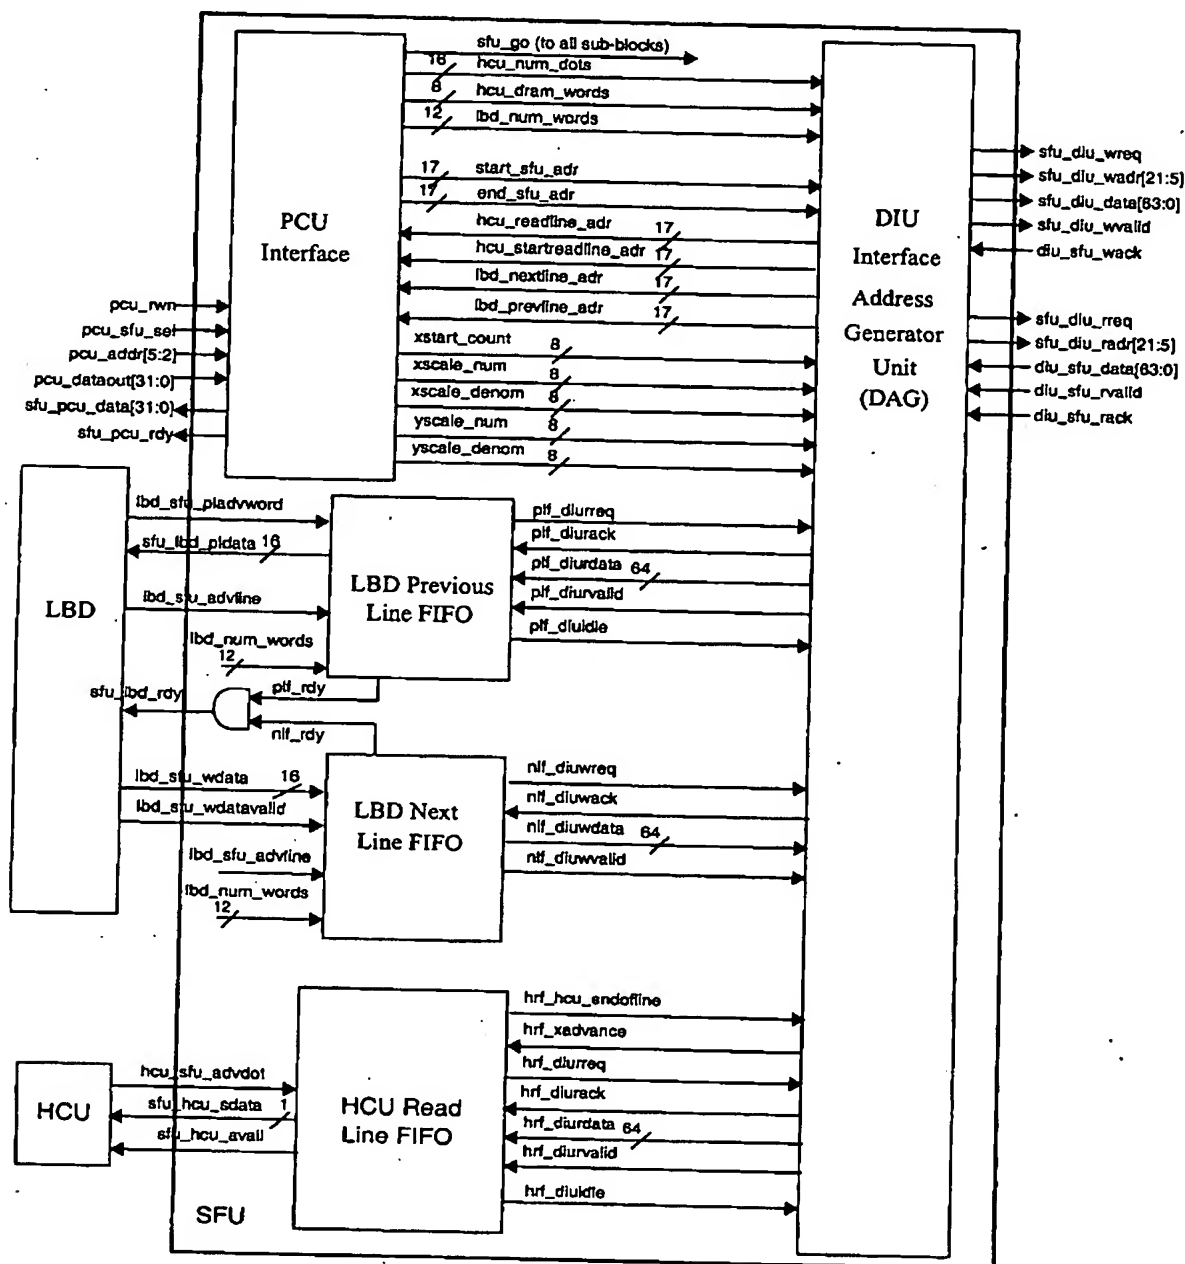 sfu_go (to all sub-blocks)
16
hcu_num_dots
8
hcu_dram_words
12
lbd_num_words
17
start_sfu_adr
17
end_sfu_adr
hcu_readline_adr
17
hcu_startreadline_adr
17
lbd_nextline_adr
17
lbd_prevline_adr
17
xstart_count
8
xscale_num
8
xscale_denom
8
yscale_num
8
yscale_denom
8
PCU
Interface
pcu_rwn
pcu_sfu_sel
pcu_addr[5:2]
pcu_dataout[31:0]
sfu_pcu_data[31:0]
sfu_pcu_rdy
DIU
Interface
Address
Generator
Unit
(DAG)
sfu_diu_wreq
sfu_diu_wadr[21:5]
sfu_diu_data[63:0]
sfu_diu_wvalid
diu_sfu_wack
sfu_diu_rreq
sfu_diu_radr[21:5]
diu_sfu_data[63:0]
diu_sfu_rvalid
diu_sfu_rack
LBD
lbd_sfu_pladvword
sfu_lbd_pldata 16
lbd_sfu_advline
lbd_num_words
12
sfu_lbd_rdy
plf_rdy
nlf_rdy
LBD Previous
Line FIFO
plf_diurreq
plf_diurack
plf_diurdata 64
plf_diurvalid
plf_diuidle
lbd_sfu_wdata 16
lbd_sfu_wdatavalid
lbd_sfu_advline
lbd_num_words
12
LBD Next
Line FIFO
nlf_diuwreq
nlf_diuwack
nlf_diuwdata 64
nlf_diuwvalid
HCU
hcu_sfu_advdot
sfu_hcu_sdata 1
sfu_hcu_avail
HCU Read
Line FIFO
hrf_hcu_endofline
hrf_xadvance
hrf_diurreq
hrf_diurack
hrf_diurdata 64
hrf_diurvalid
hrf_diuidle
SFU